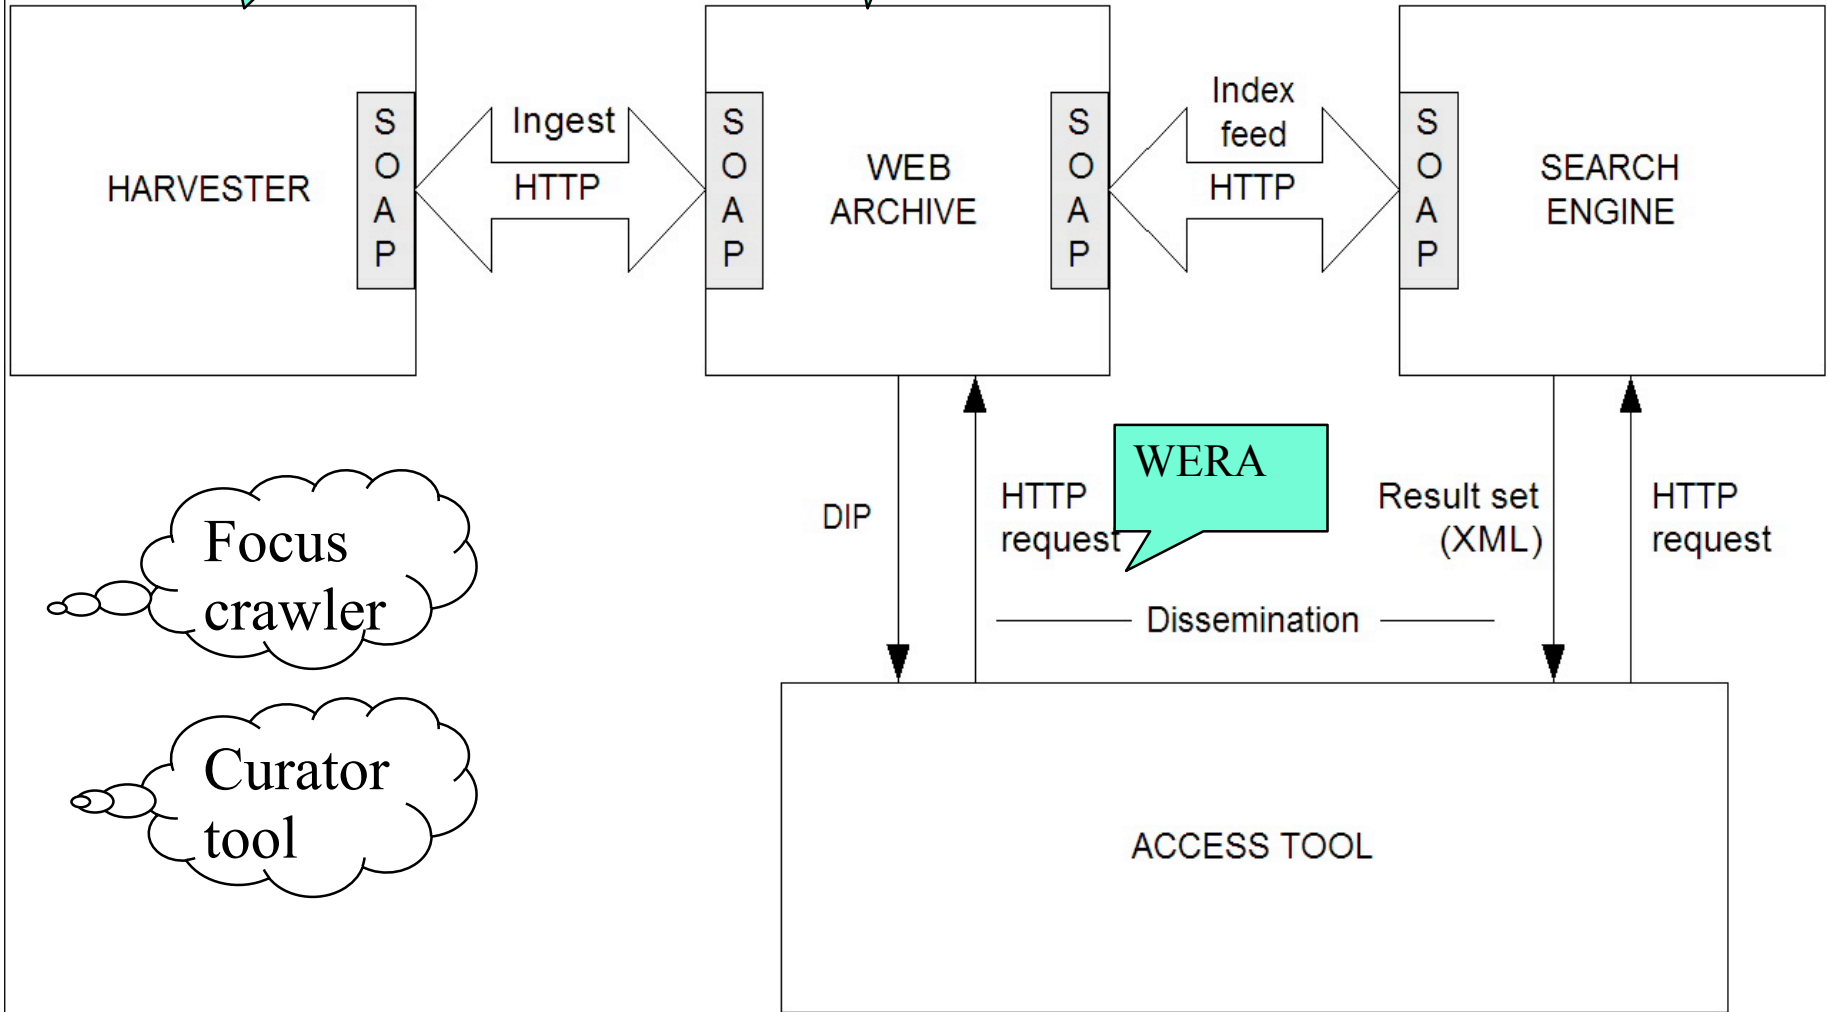 HARVESTER
S
O
A
P
Ingest
HTTP
S
O
A
P
WEB
ARCHIVE
S
O
A
P
Index
feed
HTTP
S
O
A
P
SEARCH
ENGINE
DIP
HTTP
request
WERA
Result set
(XML)
HTTP
request
Dissemination
Focus
crawler
Curator
tool
ACCESS TOOL